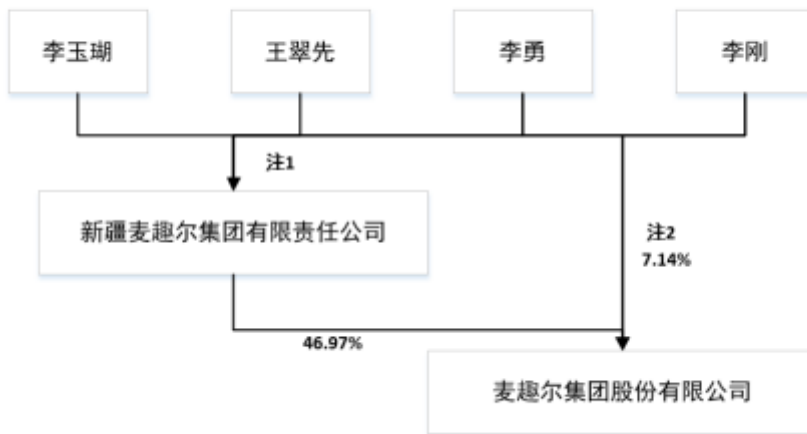 李玉瑚
王翠先
李勇
李刚
注1
新疆麦趣尔集团有限责任公司
注2
7.14%
46.97%
麦趣尔集团股份有限公司